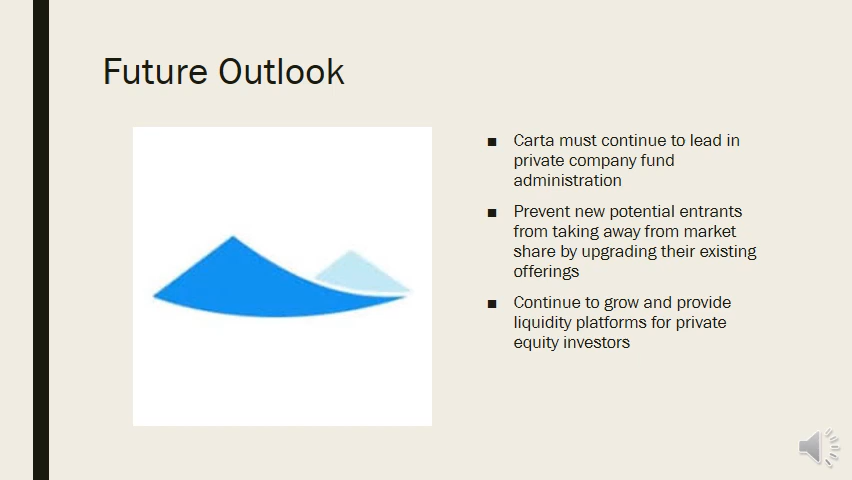 Future Outlook
■ Carta must continue to lead in
private company fund
administration
■ Prevent new potential entrants
from taking away from market
share by upgrading their existing
offerings
■ Continue to grow and provide
liquidity platforms for private
equity investors